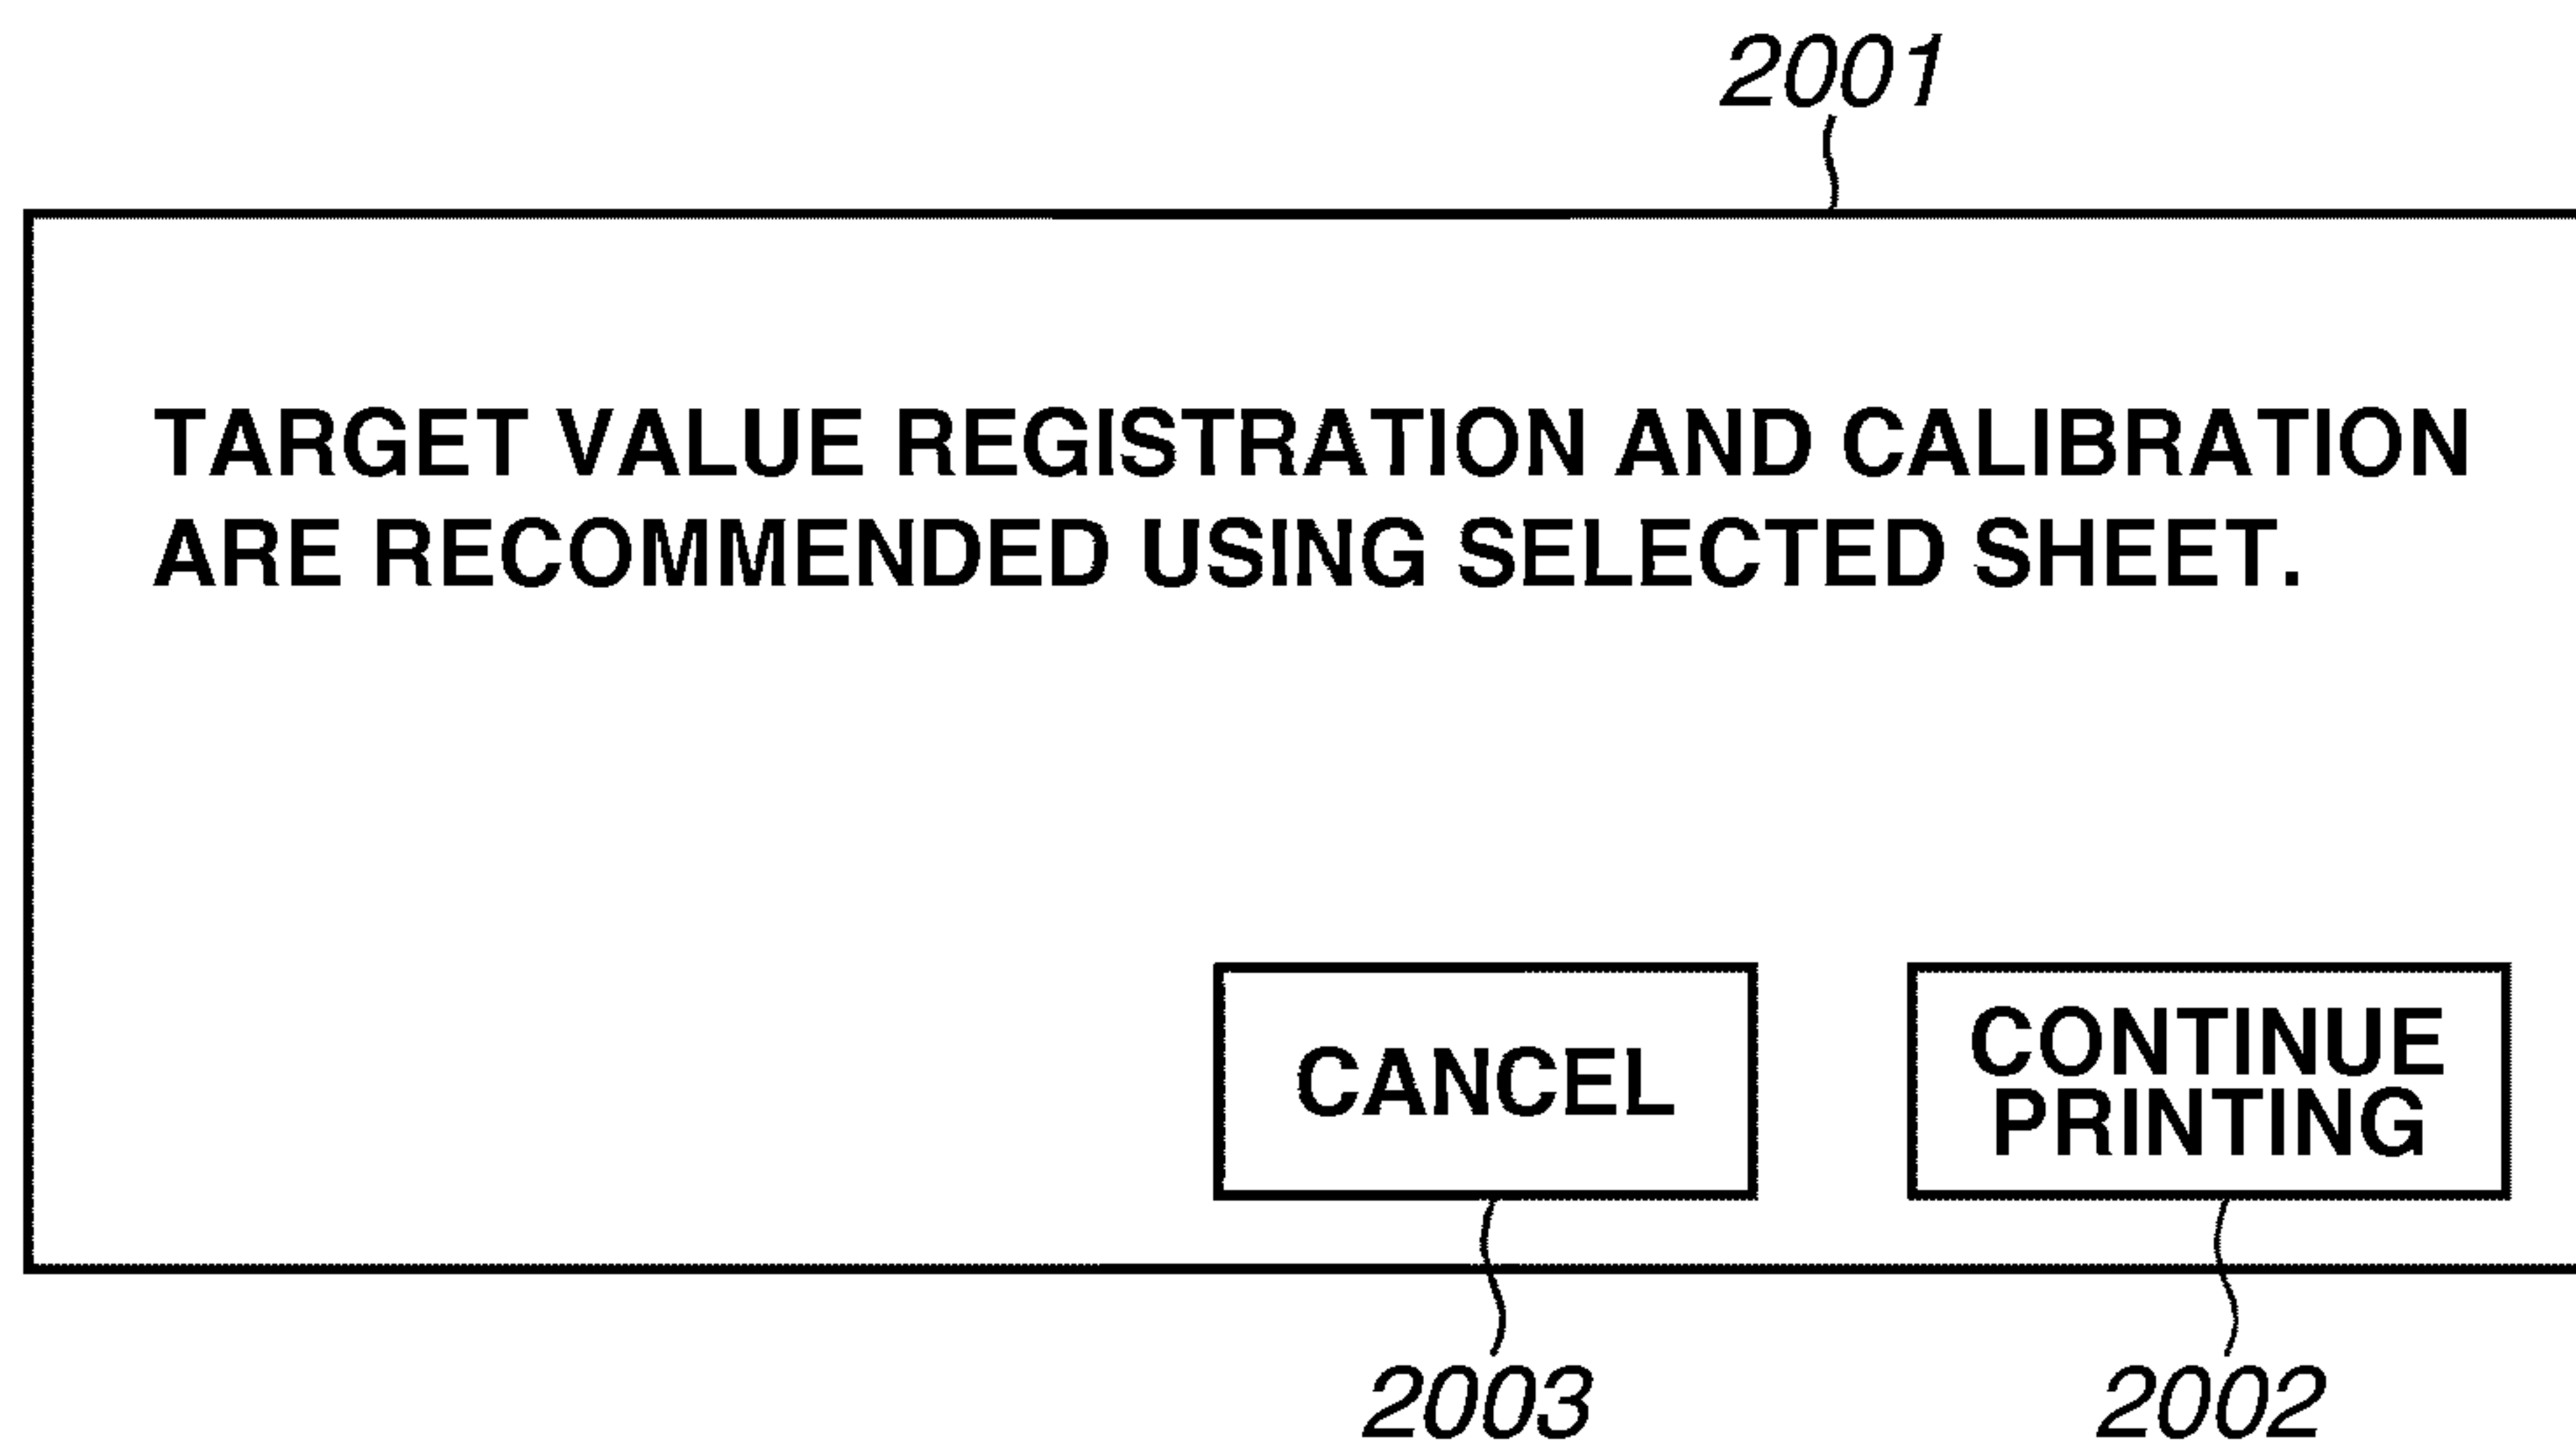 2001
TARGET VALUE REGISTRATION AND CALIBRATION
ARE RECOMMENDED USING SELECTED SHEET.
CANCEL
CONTINUE
PRINTING
2003
2002